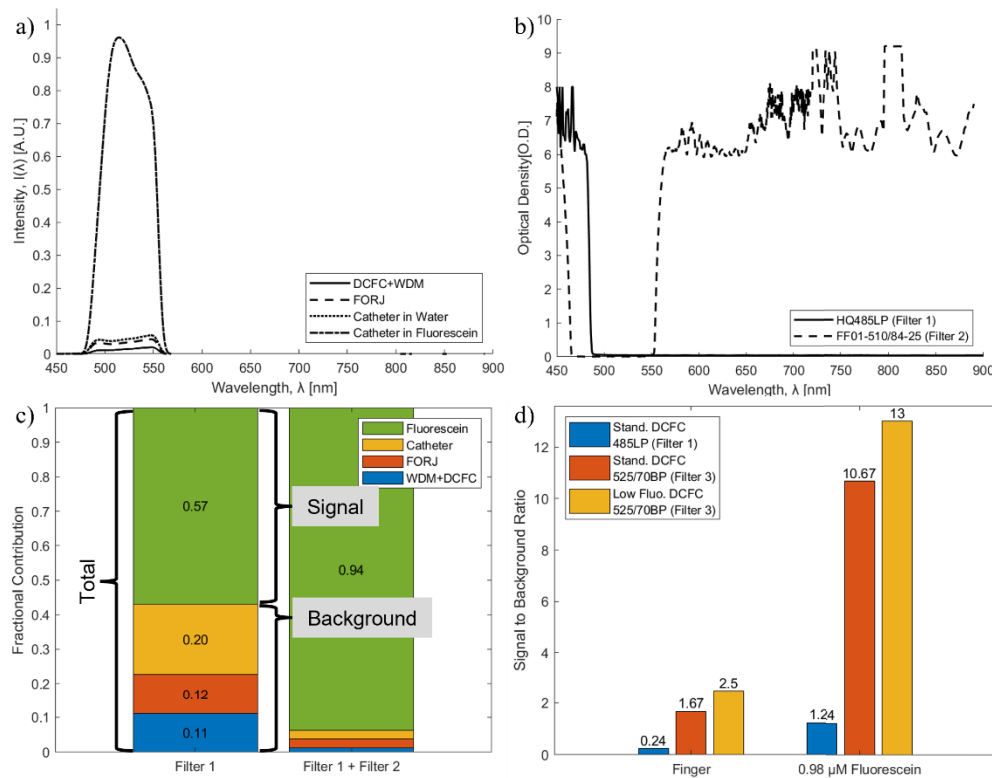 a)
Intensity, I(λ) [A.U.]
1
0.9
0.8
0.7
0.6
0.5
0.4
0.3
0.2
0.1
0
450 500 550 600 650 700 750 800 850 900
Wavelength, λ [nm]
DCFC+WDM
FORJ
Catheter in Water
Catheter in Fluorescein
b)
Optical Density[O.D.]
10
9
8
7
6
5
4
3
2
1
0
450 500 550 600 650 700 750 800 850 900
Wavelength, λ [nm]
HQ485LP (Filter 1)
FF01-510/84-25 (Filter 2)
c)
Fractional Contribution
1
0.9
0.8
0.7
0.6
0.5
0.4
0.3
0.2
0.1
0
Total
0.57
0.20
0.12
0.11
0.94
Signal
Background
Fluorescein
Catheter
FORJ
WDM+DCFC
Filter 1
Filter 1 + Filter 2
d)
Signal to Background Ratio
12
10
8
6
4
2
0
Stand. DCFC
485LP (Filter 1)
Stand. DCFC
525/70BP (Filter 3)
Low Fluo. DCFC
525/70BP (Filter 3)
0.24
1.67
2.5
1.24
10.67
13
Finger
0.98 μM Fluorescein